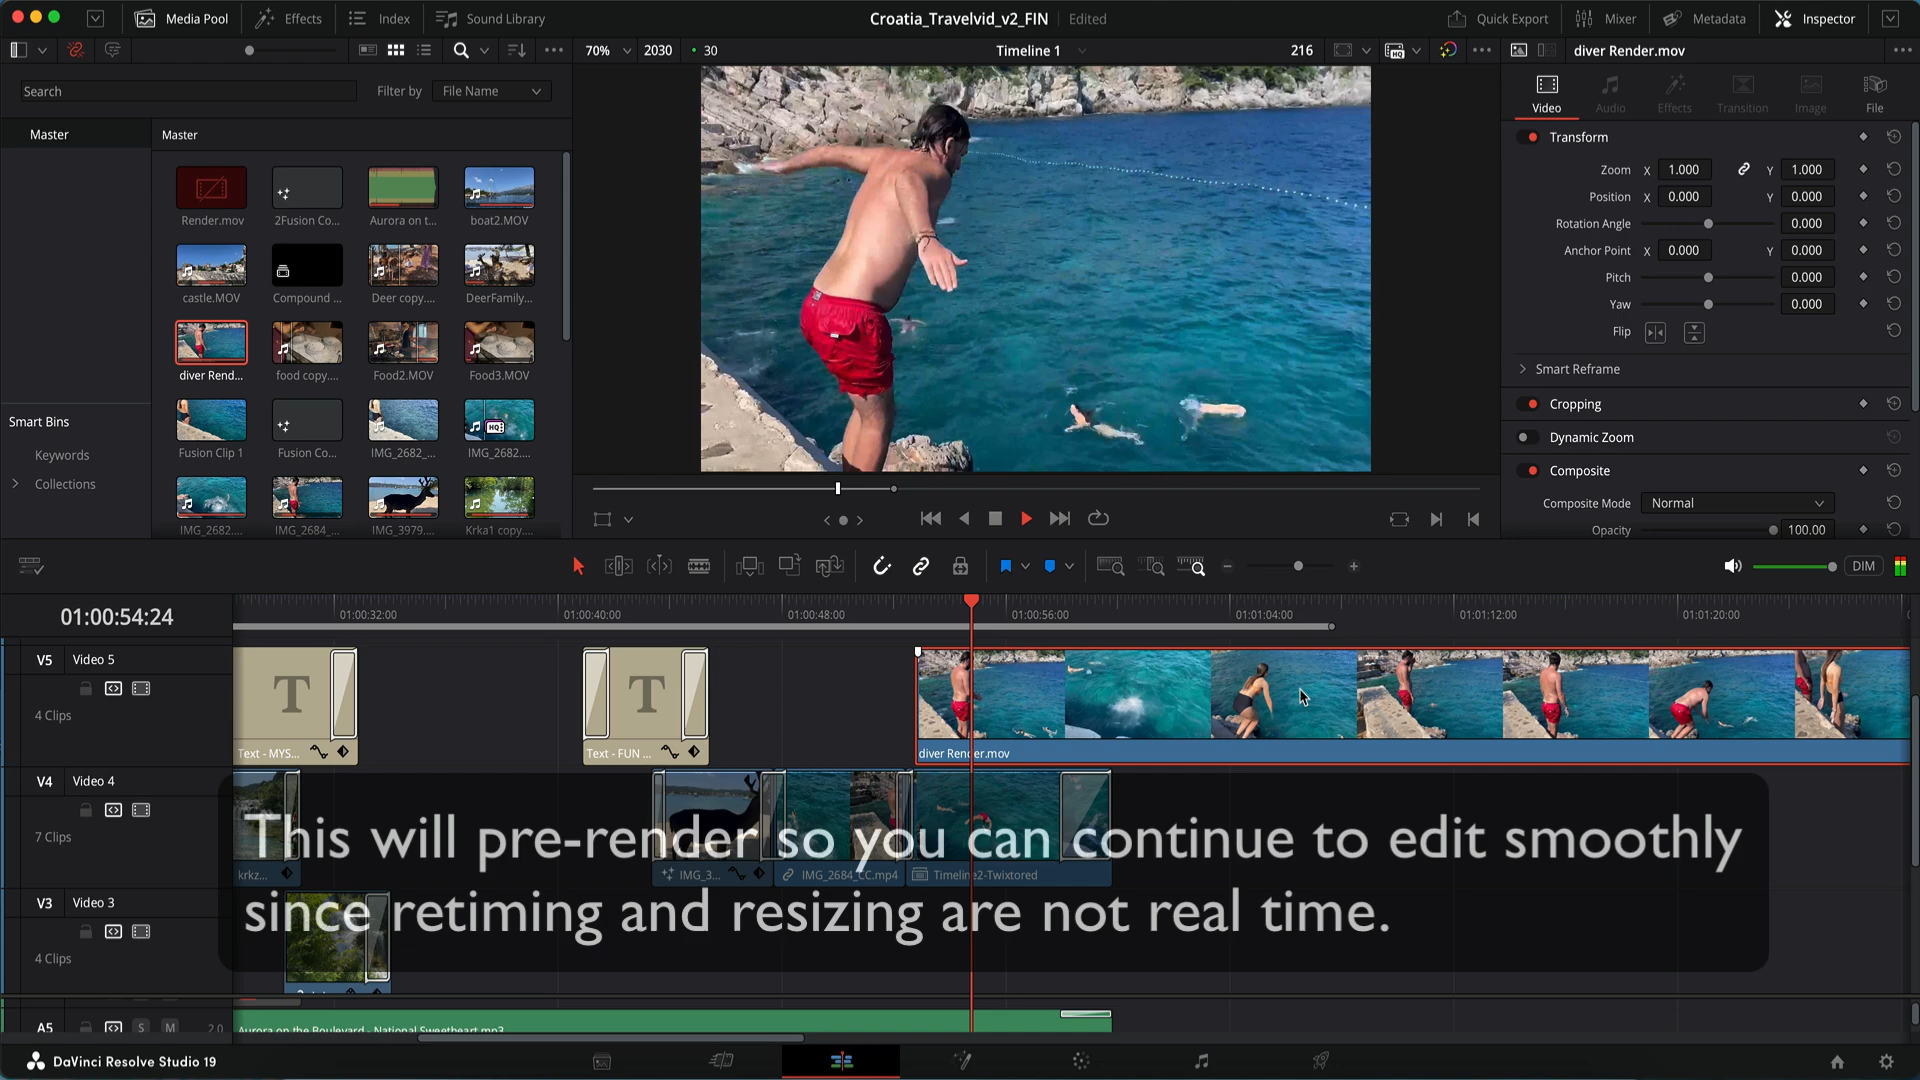 Media Pool
Effects
Index
Sound Library
Croatia_Travelvid_v2_FIN
Edited
Quick Export
Mixer
Metadata
Inspector
70%
2030
30
Timeline 1
216
diver Render.mov
Search
Filter by
File Name
Video
Audio
Effects
Transition
Image
File
Master
Master
Render.mov
2Fusion Co...
Aurora on t...
boat2.MOV
castle.MOV
Compound ...
Deer copy....
DeerFamily...
diver Rend...
food copy....
Food2.MOV
Food3.MOV
HQ
Fusion Clip 1
Fusion Co...
IMG_2682_...
IMG_2682....
IMG_2682....
IMG_2684_...
IMG_3979...
Krka1 copy....
Smart Bins
Keywords
Collections
Transform
Zoom X 1.000 Y 1.000
Position X 0.000 Y 0.000
Rotation Angle 0.000
Anchor Point X 0.000 Y 0.000
Pitch 0.000
Yaw 0.000
Flip
Smart Reframe
Cropping
Dynamic Zoom
Composite
Composite Mode Normal
Opacity 100.00
DIM
01:00:54:24
01:00:32:00
01:00:40:00
01:00:48:00
01:00:56:00
01:01:04:00
01:01:12:00
01:01:20:00
V5 Video 5
4 Clips
T
Text - MYS...
T
Text - FUN ...
diver Render.mov
V4 Video 4
7 Clips
krkz...
IMG_3...
IMG_2684_CC.mp4
Timeline2-Twixtored
This will pre-render so you can continue to edit smoothly
since retiming and resizing are not real time.
V3 Video 3
4 Clips
A5 S M 2.0
Aurora on the Boulevard - National Sweetheart.mp3
DaVinci Resolve Studio 19